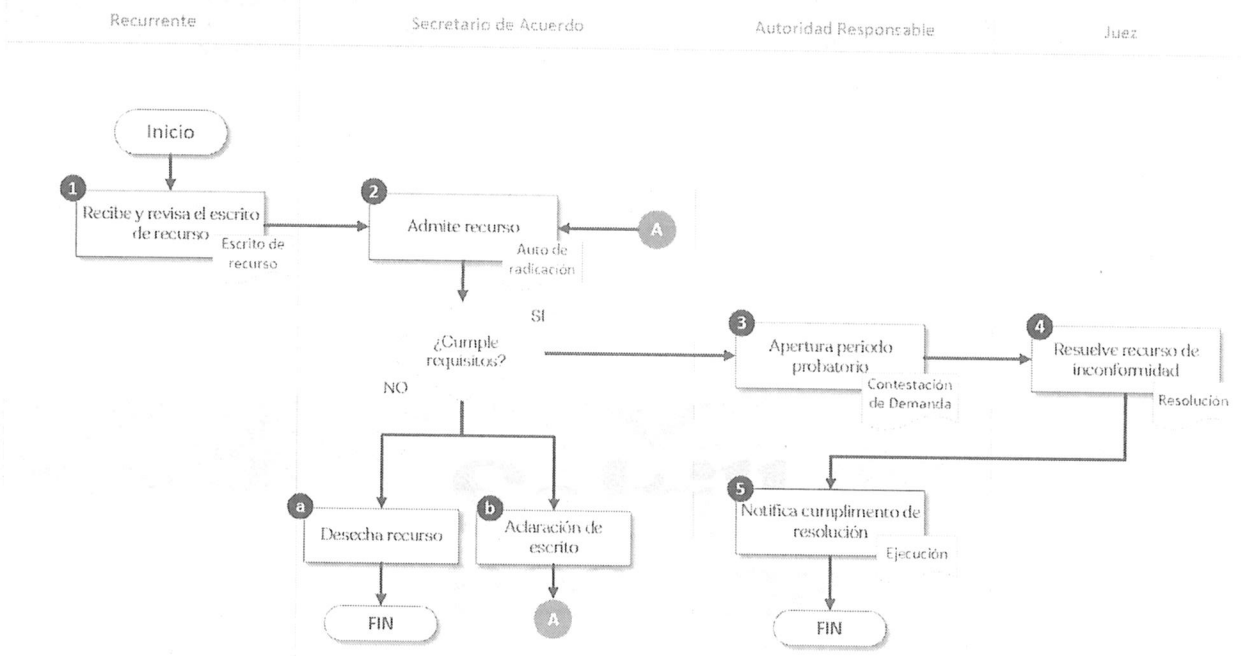 Recurrente
Secretario de Acuerdo
Autoridad Responsable
Juez
Inicio
1
Recibe y revisa el escrito
de recurso
Escrito de
recurso
2
Admite recurso
Auto de
radicación
A
SI
¿Cumple
requisitos?
NO
3
Apertura periodo
probatorio
Contestación
de Demanda
4
Resuelve recurso de
inconformidad
Resolución
a
Desecha recurso
FIN
b
Aclaración de
escrito
A
5
Notifica cumplimento de
resolución
Ejecución
FIN